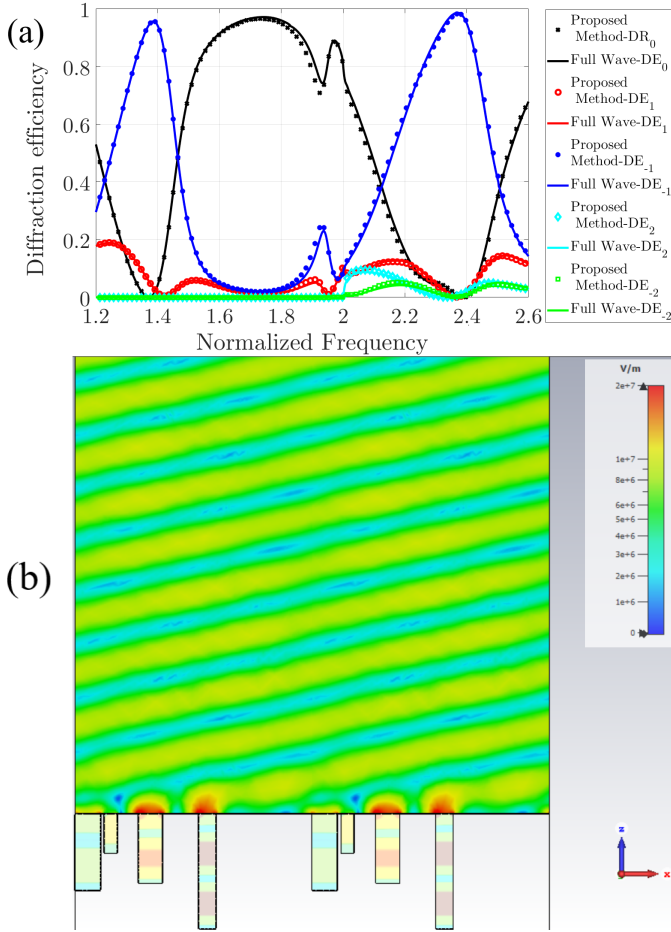 (a)
Diffraction efficiency
1
0.8
0.6
0.4
0.2
0
1.2 1.4 1.6 1.8 2 2.2 2.4 2.6
Normalized Frequency
Proposed
Method-DR0
Full Wave-DE0
Proposed
Method-DE1
Full Wave-DE1
Proposed
Method-DE-1
Full Wave-DE-1
Proposed
Method-DE2
Full Wave-DE2
Proposed
Method-DE-2
Full Wave-DE-2
(b)
V/m
2e+7
1e+7
8e+6
6e+6
5e+6
4e+6
3e+6
2e+6
1e+6
0
z
x